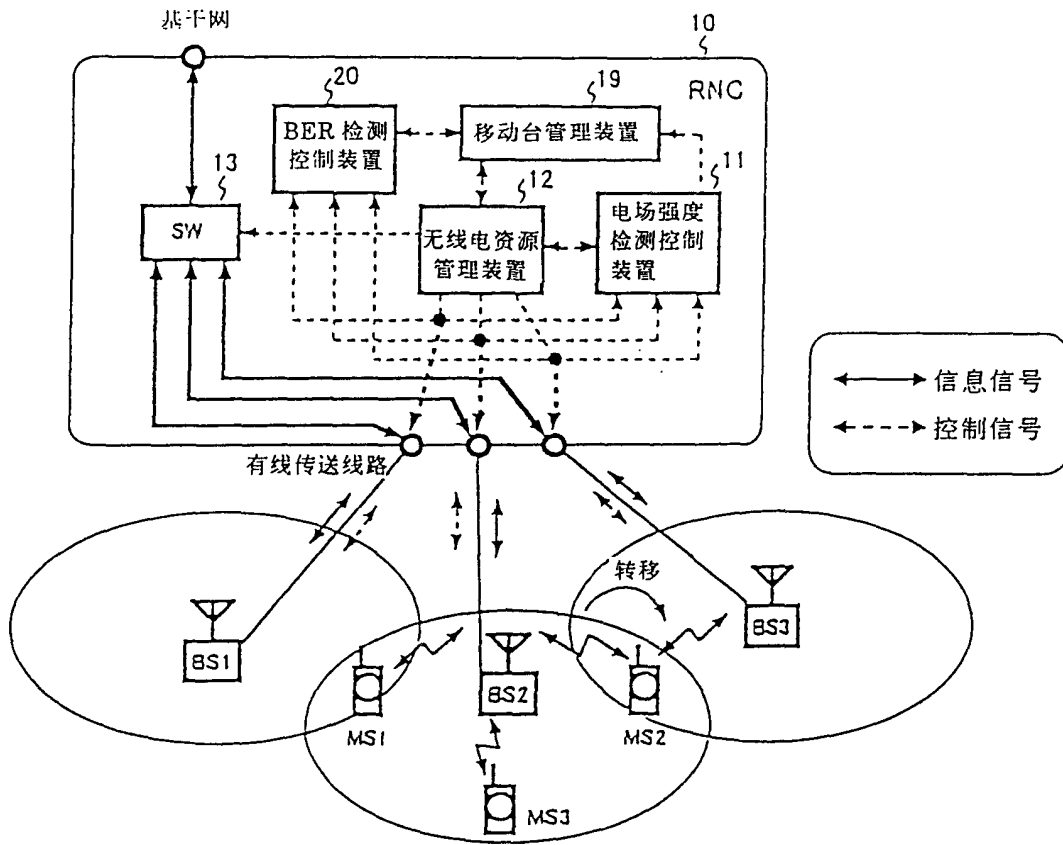 基干网
10
RNC
20
BER 检测
控制装置
19
移动台管理装置
13
SW
12
无线电资源
管理装置
11
电场强度
检测控制
装置
信息信号
控制信号
有线传送线路
转移
BS1
BS2
BS3
MS1
MS2
MS3